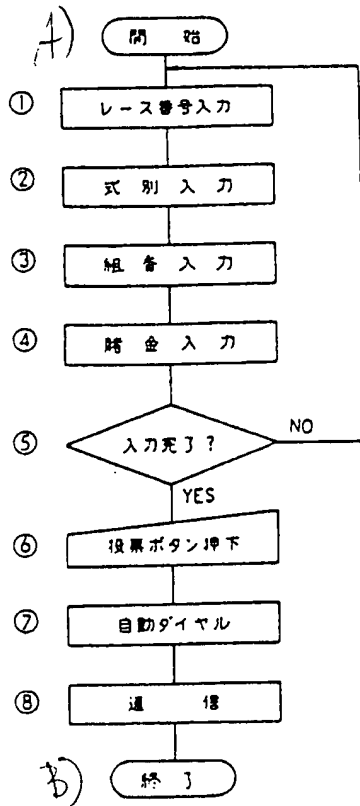 A)
開始
① レース番号入力
② 式別入力
③ 組番入力
④ 賭金入力
⑤ 入力完了?
NO
YES
⑥ 投票ボタン押下
⑦ 自動ダイヤル
⑧ 通信
B)
終了